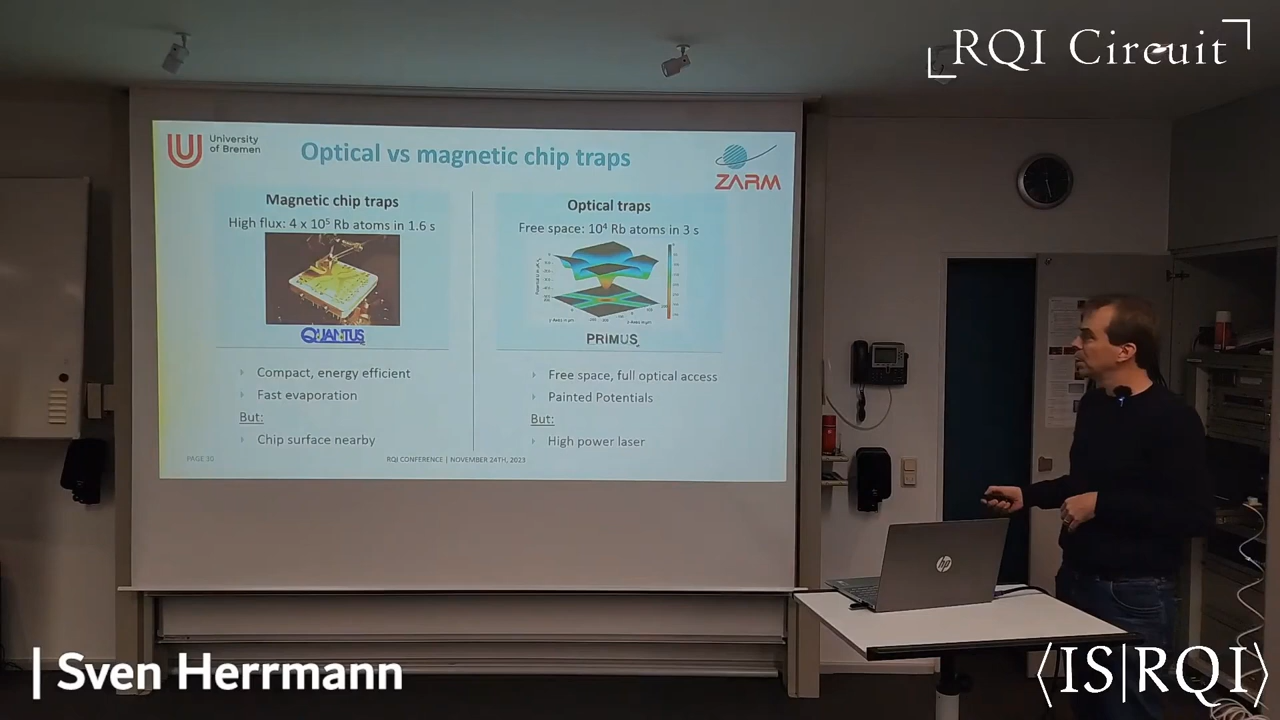 RQI Circuit
University
of Bremen
Optical vs magnetic chip traps
ZARM
Magnetic chip traps
High flux: 4 x 10⁵ Rb atoms in 1.6 s
QUANTUS
Compact, energy efficient
Fast evaporation
But:
Chip surface nearby
Optical traps
Free space: 10⁴ Rb atoms in 3 s
PRIMUS
Free space, full optical access
Painted Potentials
But:
High power laser
PAGE 10
RQI CONFERENCE | NOVEMBER 24TH, 2023
hp
| Sven Herrmann
⟨IS|RQI⟩